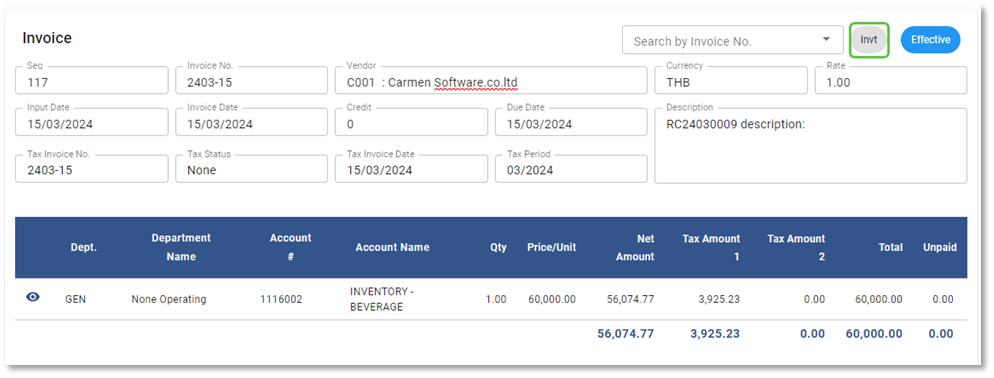 Invoice
Search by Invoice No.
Invt
Effective
Seq
117
Invoice No.
2403-15
Vendor
C001 : Carmen Software.co.ltd
Currency
THB
Rate
1.00
Input Date
15/03/2024
Invoice Date
15/03/2024
Credit
0
Due Date
15/03/2024
Description
RC24030009 description:
Tax Invoice No.
2403-15
Tax Status
None
Tax Invoice Date
15/03/2024
Tax Period
03/2024
Dept.
Department
Name
Account
#
Account Name
Qty
Price/Unit
Net
Amount
Tax Amount
1
Tax Amount
2
Total
Unpaid
GEN
None Operating
1116002
INVENTORY -
BEVERAGE
1.00
60,000.00
56,074.77
3,925.23
0.00
60,000.00
0.00
56,074.77
3,925.23
0.00
60,000.00
0.00